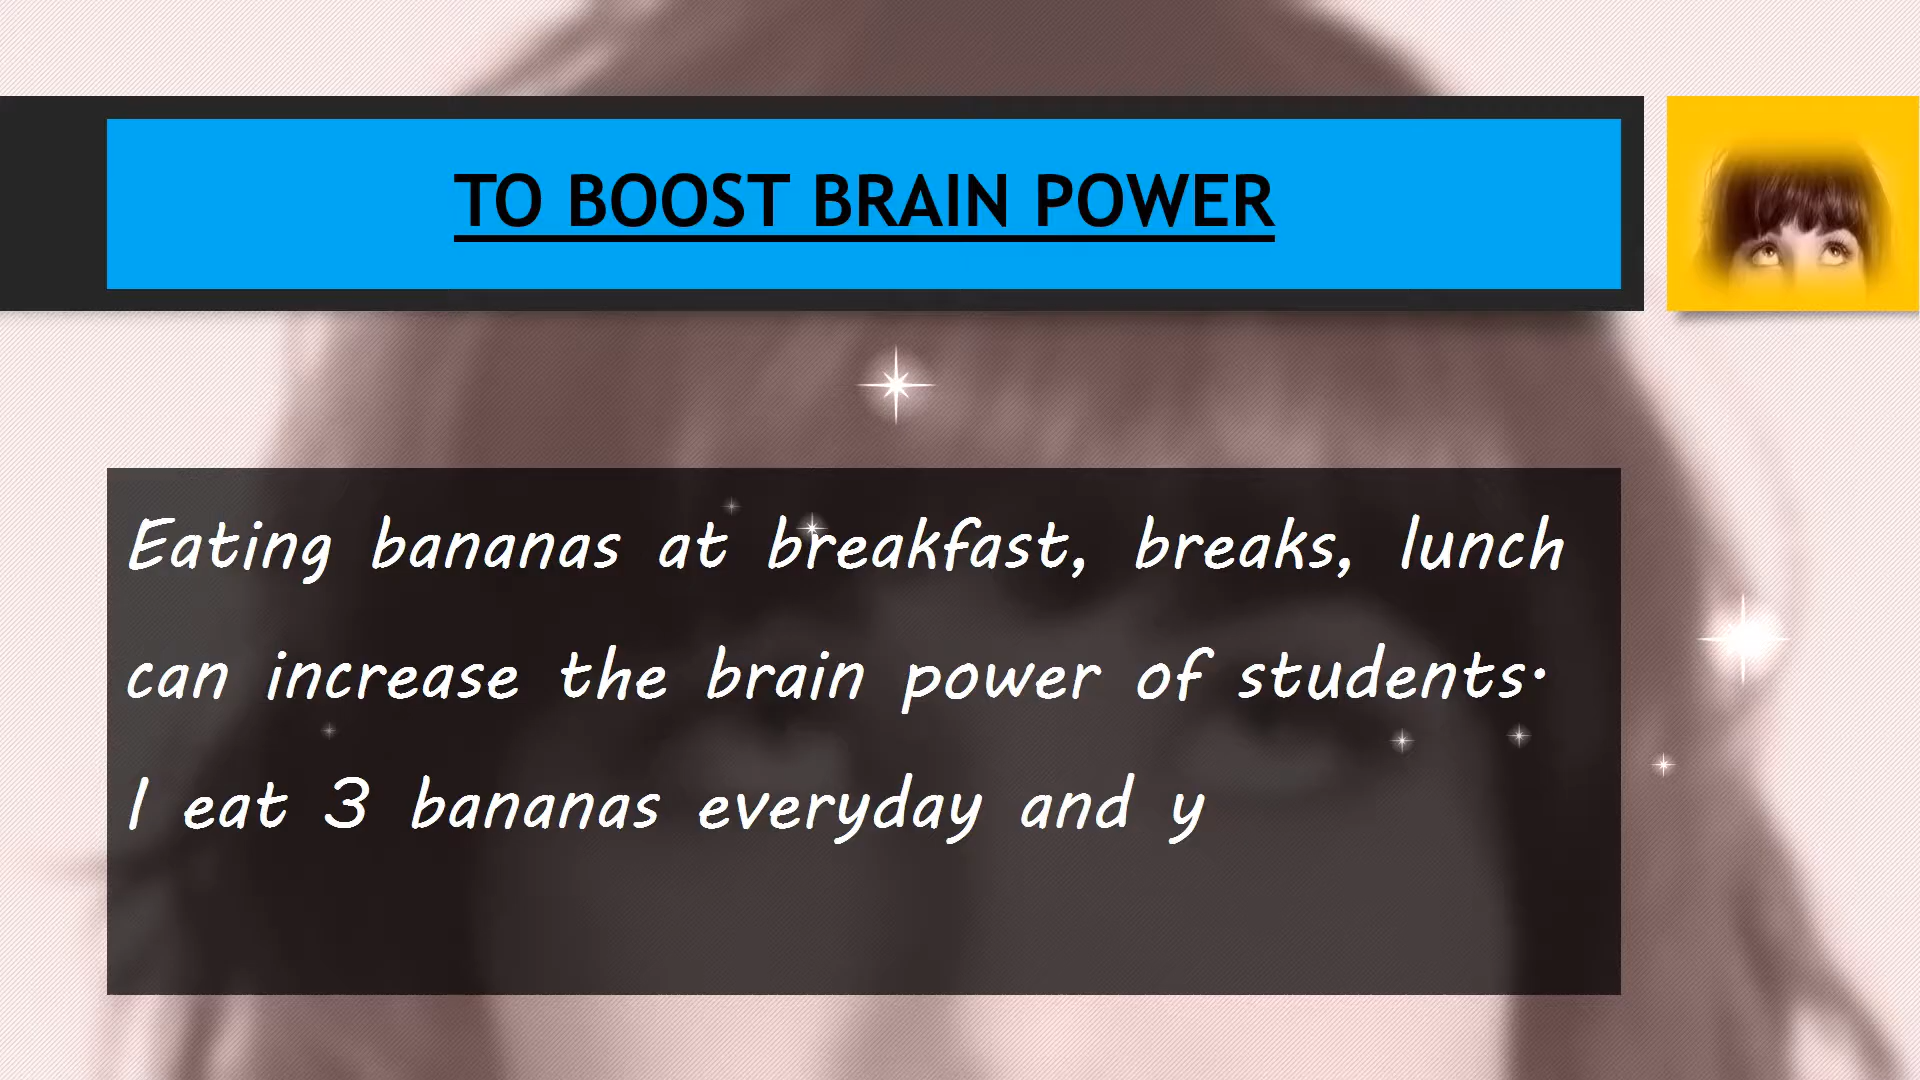 TO BOOST BRAIN POWER
Eating bananas at breakfast, breaks, lunch
can increase the brain power of students.
I eat 3 bananas everyday and y